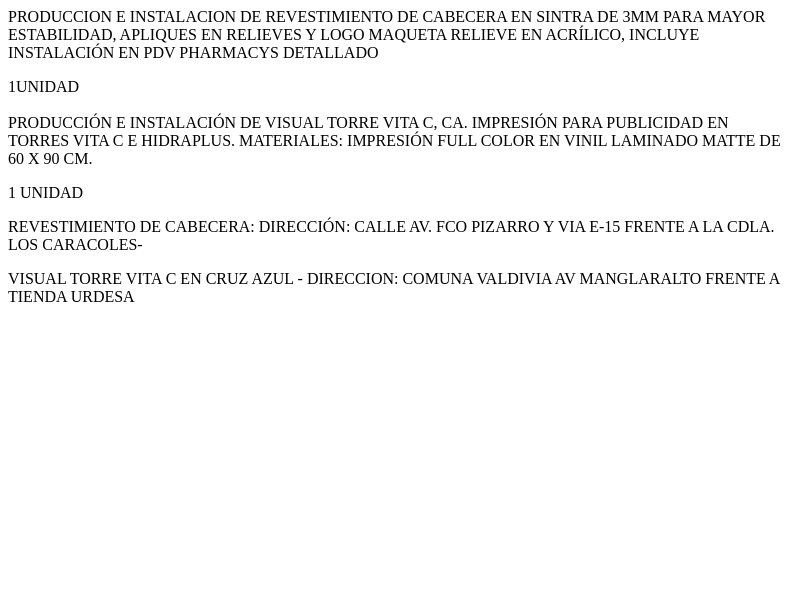 PRODUCCION E INSTALACION DE REVESTIMIENTO DE CABECERA EN SINTRA DE 3MM PARA MAYOR
ESTABILIDAD, APLIQUES EN RELIEVES Y LOGO MAQUETA RELIEVE EN ACRÍLICO, INCLUYE
INSTALACIÓN EN PDV PHARMACYS DETALLADO
1UNIDAD
PRODUCCIÓN E INSTALACIÓN DE VISUAL TORRE VITA C, CA. IMPRESIÓN PARA PUBLICIDAD EN
TORRES VITA C E HIDRAPLUS. MATERIALES: IMPRESIÓN FULL COLOR EN VINIL LAMINADO MATTE DE
60 X 90 CM.
1 UNIDAD
REVESTIMIENTO DE CABECERA: DIRECCIÓN: CALLE AV. FCO PIZARRO Y VIA E-15 FRENTE A LA CDLA.
LOS CARACOLES-
VISUAL TORRE VITA C EN CRUZ AZUL - DIRECCION: COMUNA VALDIVIA AV MANGLARALTO FRENTE A
TIENDA URDESA